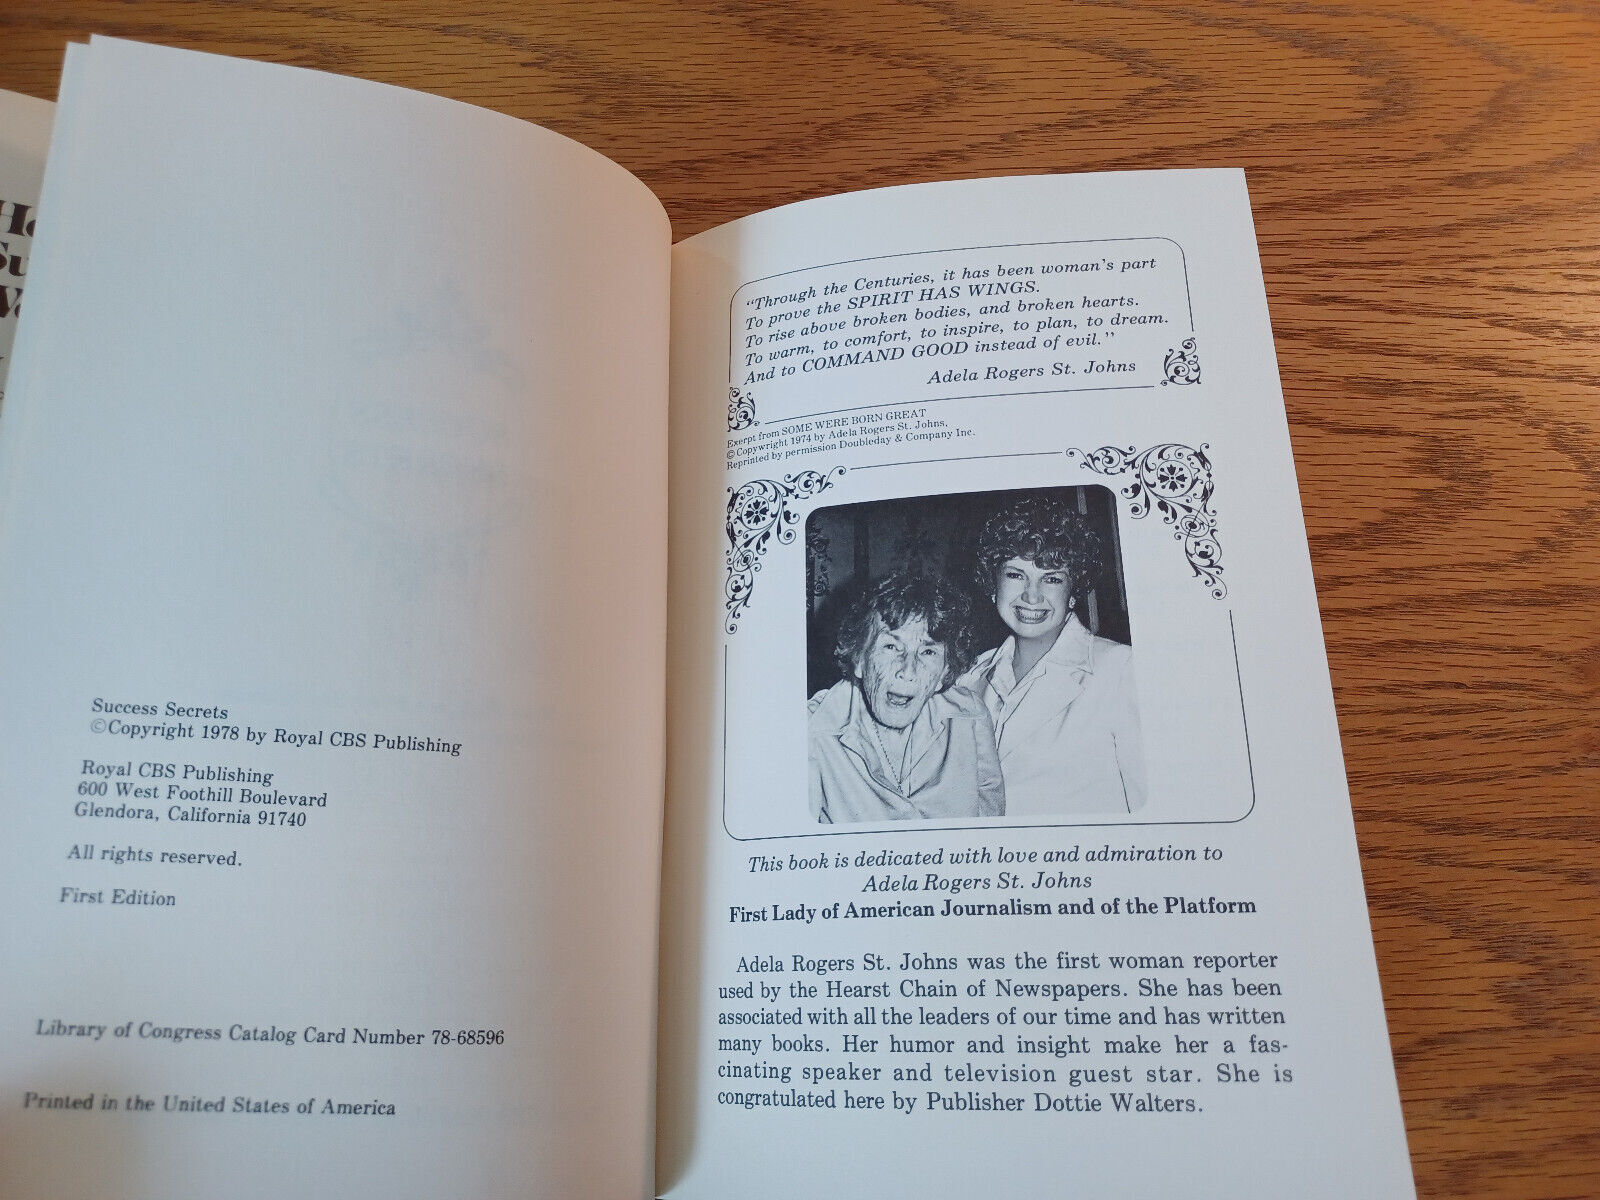 Success Secrets
©Copyright 1978 by Royal CBS Publishing
Royal CBS Publishing
600 West Foothill Boulevard
Glendora, California 91740
All rights reserved.
First Edition
Library of Congress Catalog Card Number 78-68596
Printed in the United States of America
"Through the Centuries, it has been woman's part
To prove the SPIRIT HAS WINGS.
To rise above broken bodies, and broken hearts.
To warm, to comfort, to inspire, to plan, to dream.
And to COMMAND GOOD instead of evil."
Adela Rogers St. Johns
Exerpt from SOME WERE BORN GREAT
©Copywright 1974 by Adela Rogers St. Johns.
Reprinted by permission Doubleday & Company Inc.
This book is dedicated with love and admiration to
Adela Rogers St. Johns
First Lady of American Journalism and of the Platform
Adela Rogers St. Johns was the first woman reporter
used by the Hearst Chain of Newspapers. She has been
associated with all the leaders of our time and has written
many books. Her humor and insight make her a fas-
cinating speaker and television guest star. She is
congratulated here by Publisher Dottie Walters.